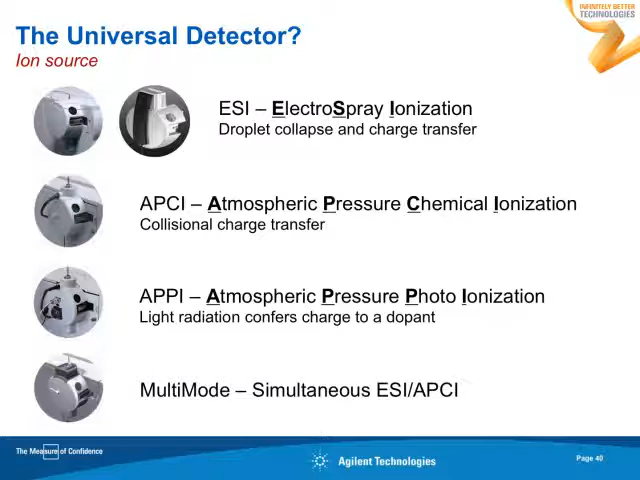 INFINITELY BETTER
TECHNOLOGIES
The Universal Detector?
Ion source
ESI – ElectroSpray Ionization
Droplet collapse and charge transfer
APCI – Atmospheric Pressure Chemical Ionization
Collisional charge transfer
APPI – Atmospheric Pressure Photo Ionization
Light radiation confers charge to a dopant
MultiMode – Simultaneous ESI/APCI
The Measure of Confidence
Agilent Technologies
Page 40